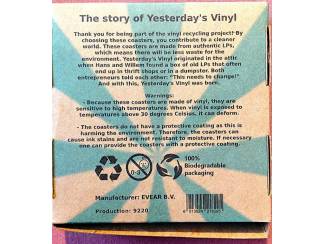 The story of Yesterday's Vinyl
Thank you for being part of the vinyl recycling project! By
choosing these coasters, you contribute to a cleaner
world. These coasters are made from authentic LPs,
which means there will be less waste for the
environment. Yesterday's Vinyl originated in the attic
when Hans and Willem found a box of old LPs that often
end up in thrift shops or in a dumpster. Both
entrepreneurs told each other: "This needs to change!"
And with this, Yesterday's Vinyl was born.
Warnings:
- Because these coasters are made of vinyl, they are
sensitive to high temperatures. When vinyl is exposed to
temperatures above 30 degrees Celsius. it can deform.
- The coasters do not have a protective coating as this is
harming the environment. Therefore, the coasters can
cause ink stains and are not resistant to moisture. If necessary
one can provide the coasters with a protective coating.
0-3
100%
Biodegradable
packaging
Manufacturer: EVEAR B.V.
Production: 9220